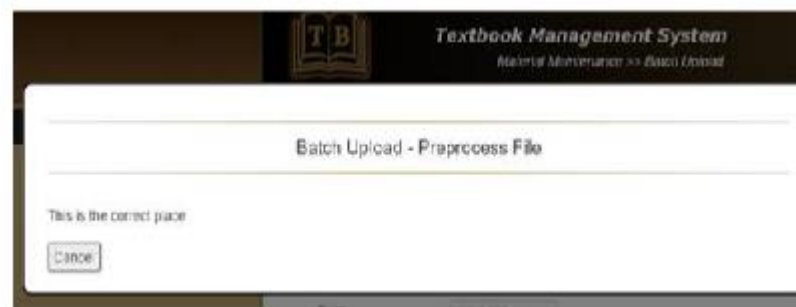 TB
Textbook Management System
Material Maintenance >> Batch Upload
Batch Upload - Preprocess File
This is the correct place
Cancel